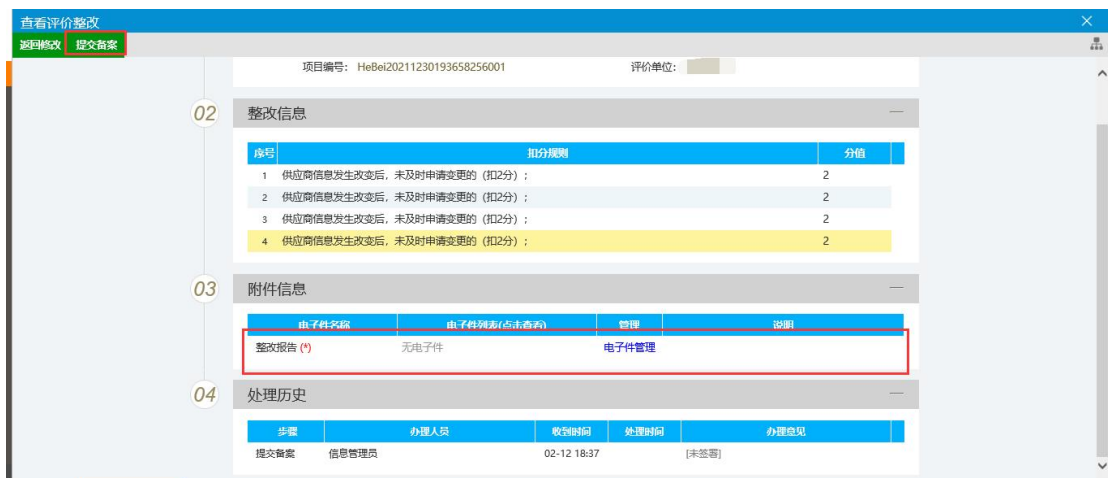 查看评价整改
返回修改 提交备案
项目编号： HeBei20211230193658256001 评价单位：
02 整改信息
序号 扣分规则 分值
1 供应商信息发生改变后，未及时申请变更的（扣2分）； 2
2 供应商信息发生改变后，未及时申请变更的（扣2分）； 2
3 供应商信息发生改变后，未及时申请变更的（扣2分）； 2
4 供应商信息发生改变后，未及时申请变更的（扣2分）； 2
03 附件信息
电子件名称 电子件列表(点击查看) 管理 说明
整改报告 (*) 无电子件 电子件管理
04 处理历史
步骤 办理人员 收到时间 处理时间 办理意见
提交备案 信息管理员 02-12 18:37 [未签署]